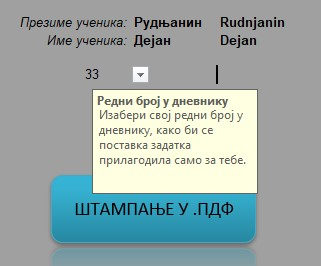 Презиме ученика: Рудњанин Rudnjanin
Име ученика: Дејан Dejan
33
Редни број у дневнику
Изабери свој редни број у
дневнику, како би се
поставка задатка
прилагодила само за тебе.
ШТАМПАЊЕ У .ПДФ